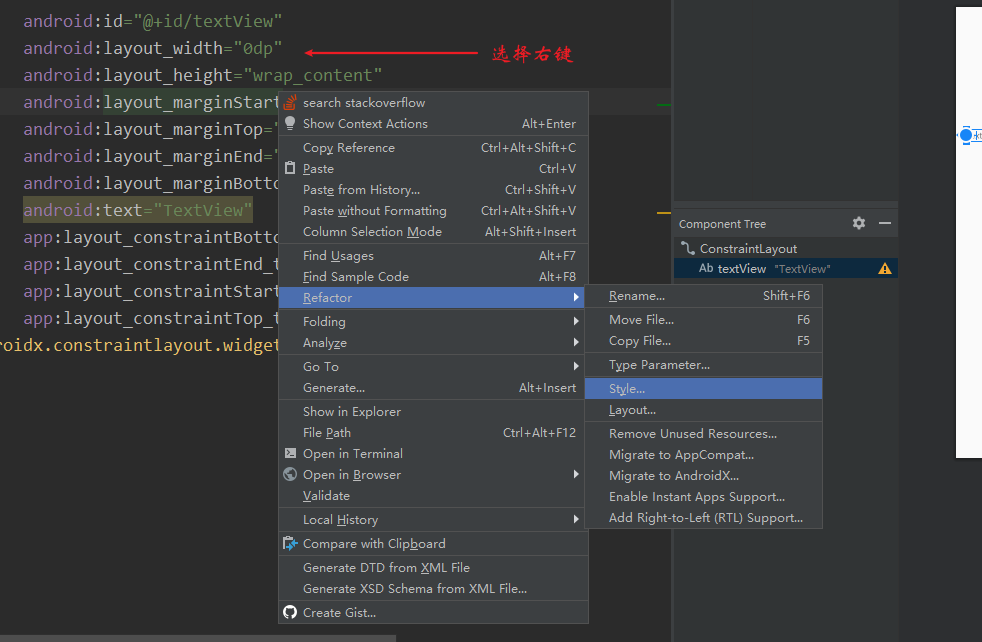 android:id="@+id/textView"
android:layout_width="0dp"
选择右键
android:layout_height="wrap_content"
android:layout_marginStart
android:layout_marginTop="
android:layout_marginEnd="
android:layout_marginBotto
android:text="TextView"
app:layout_constraintBotto
app:layout_constraintEnd_t
app:layout_constraintStart
app:layout_constraintTop_t
roidx.constraintlayout.widget
search stackoverflow
Show Context Actions Alt+Enter
Copy Reference Ctrl+Alt+Shift+C
Paste Ctrl+V
Paste from History... Ctrl+Shift+V
Paste without Formatting Ctrl+Alt+Shift+V
Column Selection Mode Alt+Shift+Insert
Find Usages Alt+F7
Find Sample Code Alt+F8
Refactor
Folding
Analyze
Go To
Generate... Alt+Insert
Show in Explorer
File Path Ctrl+Alt+F12
Open in Terminal
Open in Browser
Validate
Local History
Compare with Clipboard
Generate DTD from XML File
Generate XSD Schema from XML File...
Create Gist...
Rename... Shift+F6
Move File... F6
Copy File... F5
Type Parameter...
Style...
Layout...
Remove Unused Resources...
Migrate to AppCompat...
Migrate to AndroidX...
Enable Instant Apps Support...
Add Right-to-Left (RTL) Support...
Component Tree
ConstraintLayout
Ab textView "TextView"